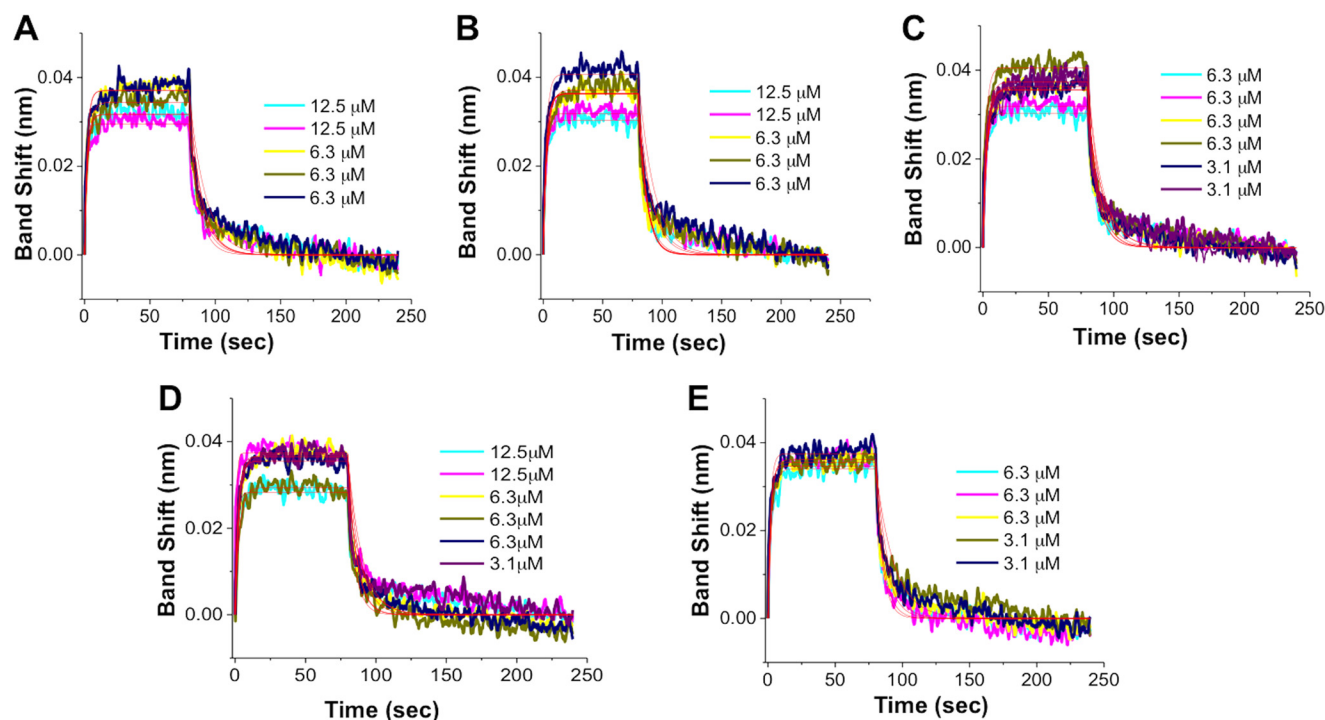 A
Band Shift (nm)
0.04
0.02
0.00
0 50 100 150 200 250
Time (sec)
12.5 μM
12.5 μM
6.3 μM
6.3 μM
6.3 μM
B
Band Shift (nm)
0.04
0.02
0.00
0 50 100 150 200 250
Time (sec)
12.5 μM
12.5 μM
6.3 μM
6.3 μM
6.3 μM
C
Band Shift (nm)
0.04
0.02
0.00
0 50 100 150 200 250
Time (sec)
6.3 μM
6.3 μM
6.3 μM
6.3 μM
3.1 μM
3.1 μM
D
Band Shift (nm)
0.04
0.02
0.00
0 50 100 150 200 250
Time (sec)
12.5μM
12.5μM
6.3μM
6.3μM
6.3μM
3.1μM
E
Band Shift (nm)
0.04
0.02
0.00
0 50 100 150 200 250
Time (sec)
6.3 μM
6.3 μM
6.3 μM
3.1 μM
3.1 μM